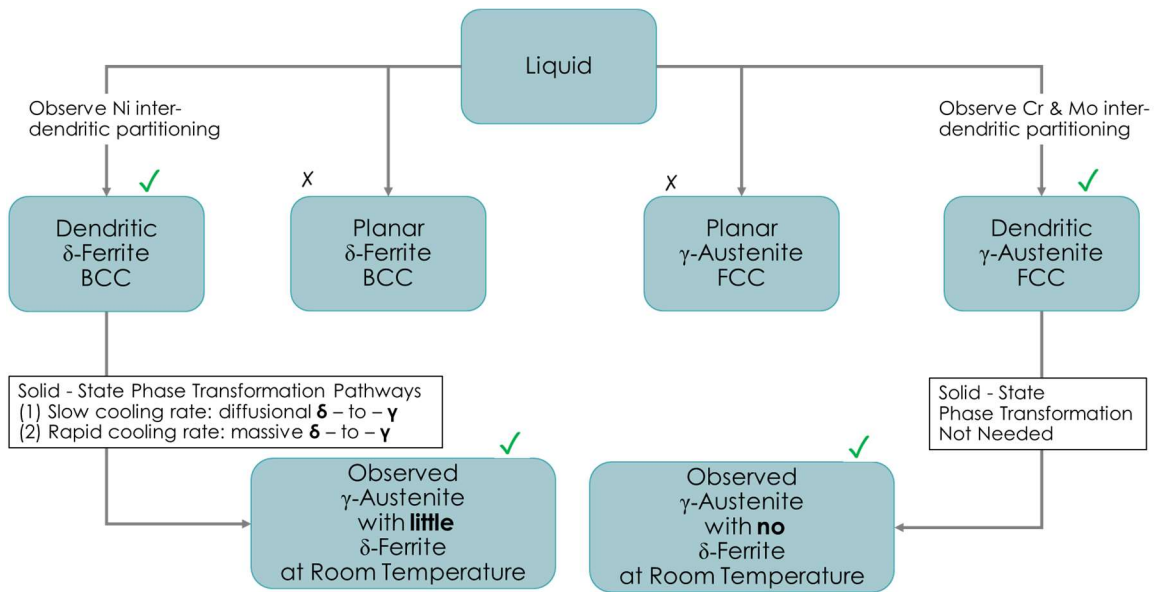 Liquid
Observe Ni inter-
dendritic partitioning
Observe Cr & Mo inter-
dendritic partitioning
✓
X
X
✓
Dendritic
δ-Ferrite
BCC
Planar
δ-Ferrite
BCC
Planar
γ-Austenite
FCC
Dendritic
γ-Austenite
FCC
Solid - State Phase Transformation Pathways
(1) Slow cooling rate: diffusional δ – to – γ
(2) Rapid cooling rate: massive δ – to – γ
Solid - State
Phase Transformation
Not Needed
✓
✓
Observed
γ-Austenite
with little
δ-Ferrite
at Room Temperature
Observed
γ-Austenite
with no
δ-Ferrite
at Room Temperature